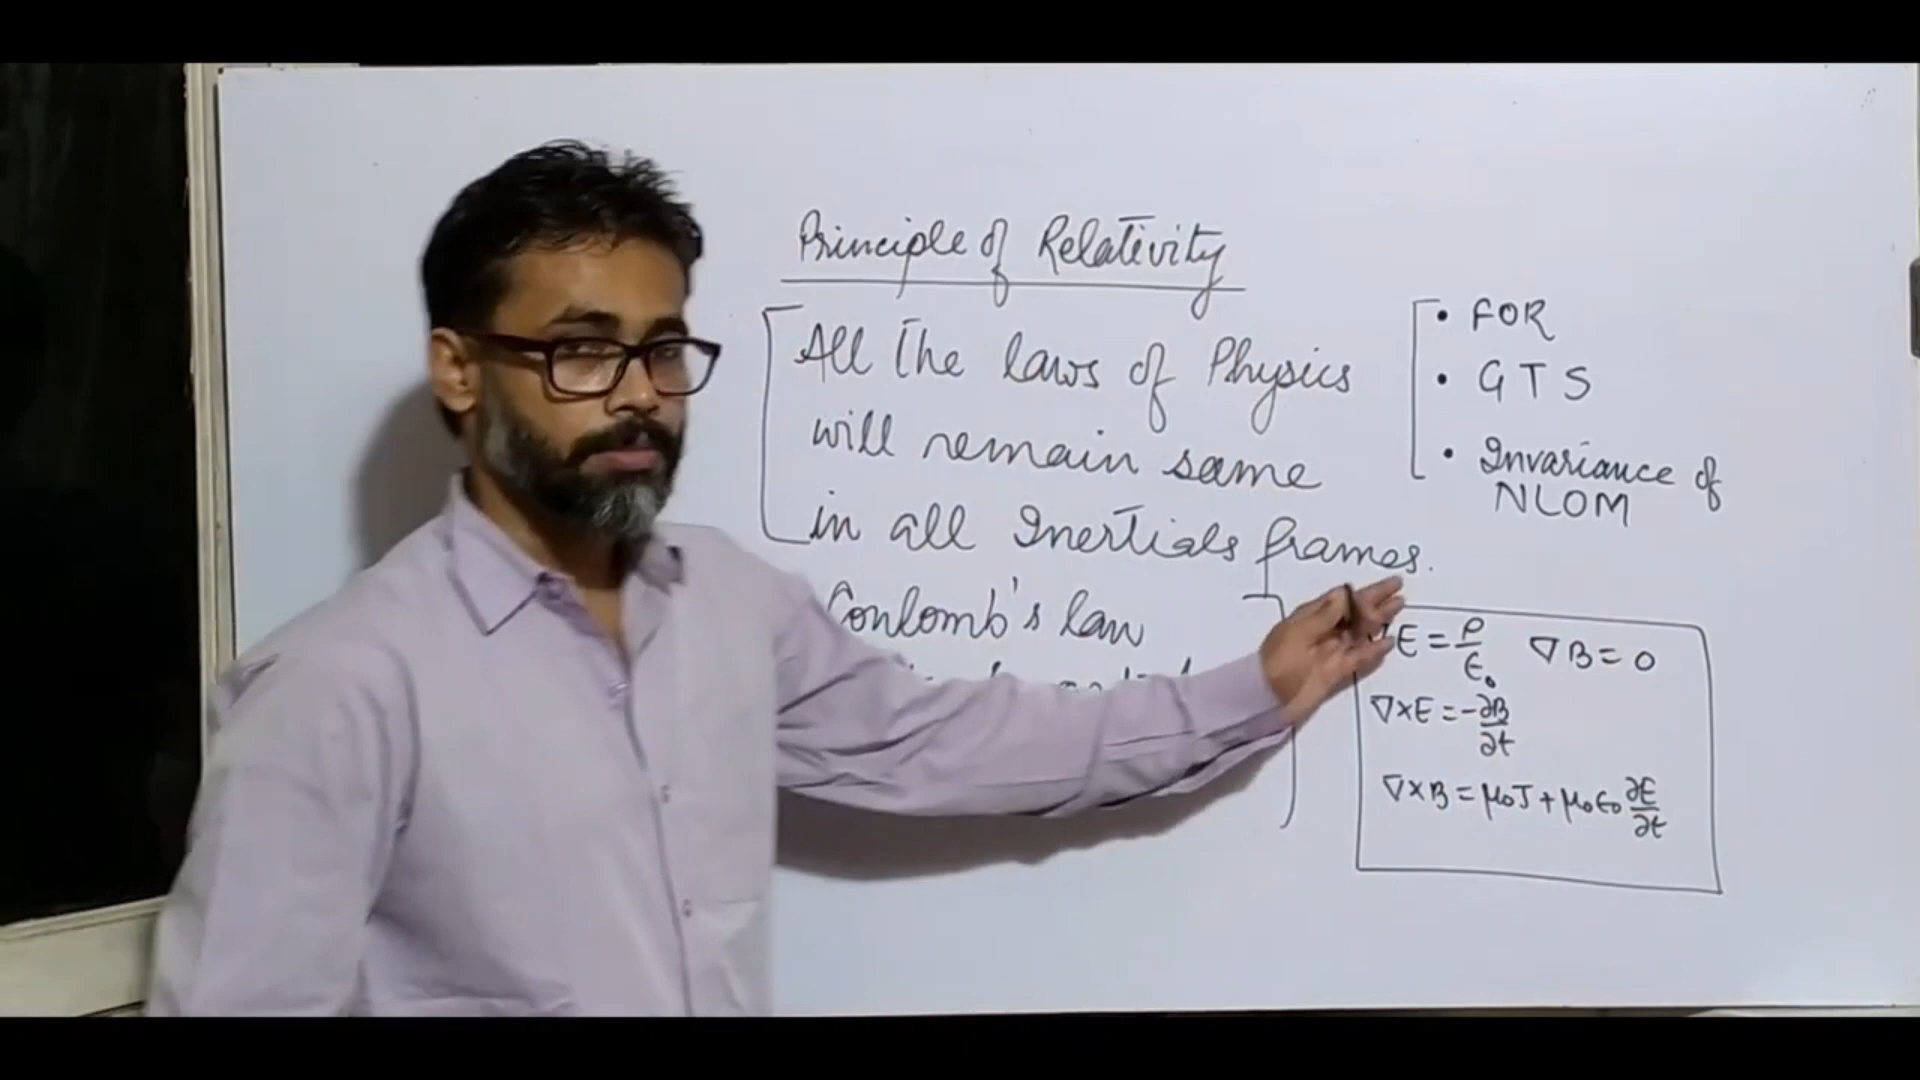 Principle of Relativity
All the laws of Physics
will remain same
in all Inertials frames.
Coulomb's law
• FOR
• GTS
• Invariance of
NLOM
E = ρ/ε₀ ∇B = 0
∇×E = -∂B/∂t
∇×B = μ₀J + μ₀ε₀ ∂E/∂t